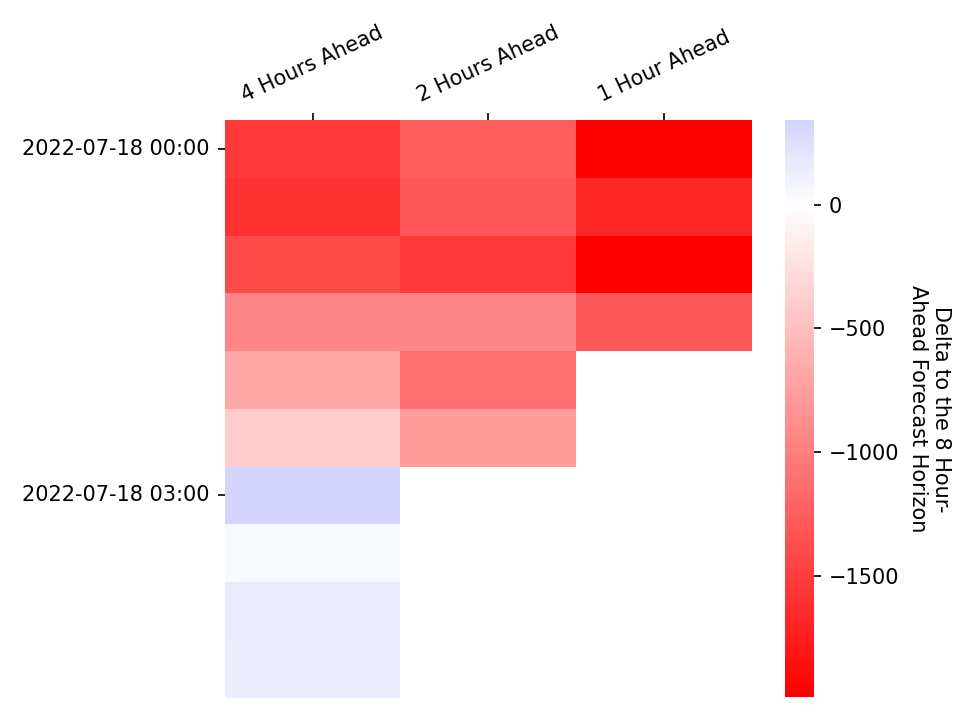 4 Hours Ahead
2 Hours Ahead
1 Hour Ahead
2022-07-18 00:00
2022-07-18 03:00
0
−500
−1000
−1500
Delta to the 8 Hour-
Ahead Forecast Horizon